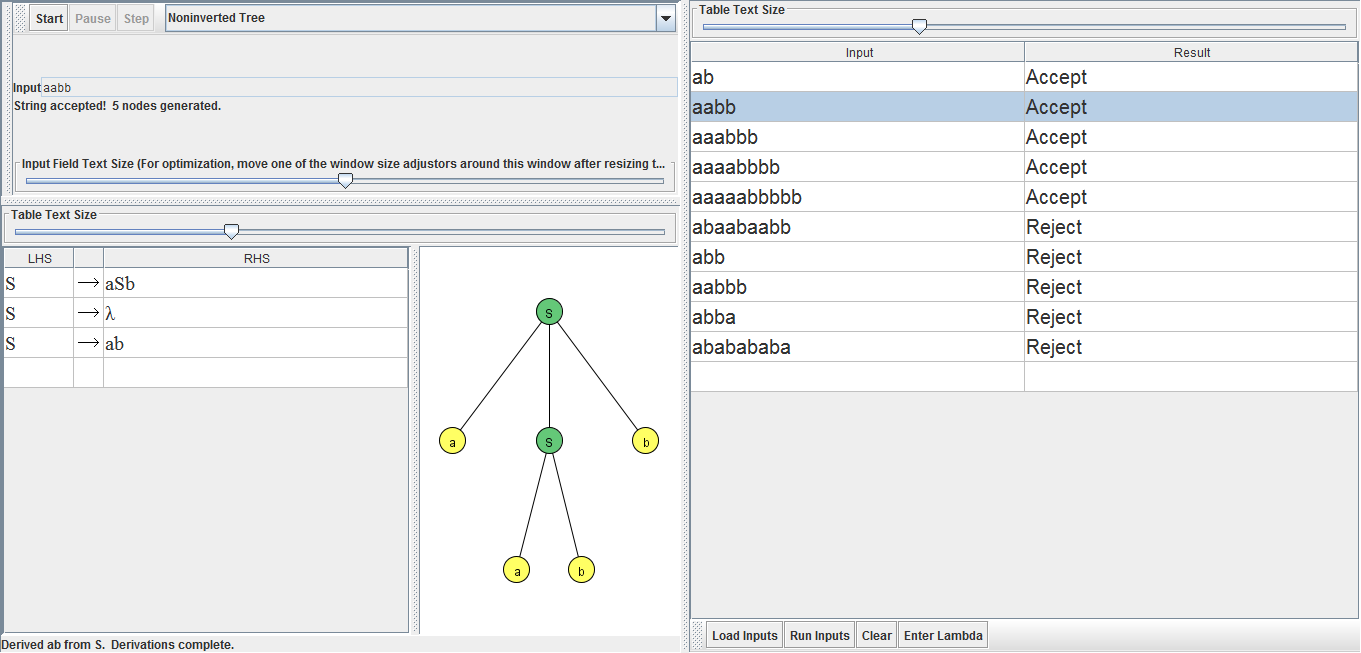 Start Pause Step Noninverted Tree
Input aabb
String accepted! 5 nodes generated.
Input Field Text Size (For optimization, move one of the window size adjustors around this window after resizing t...
Table Text Size
LHS RHS
S → aSb
S → λ
S → ab
S
a S b
a b
Derived ab from S. Derivations complete.
Table Text Size
Input Result
ab Accept
aabb Accept
aaabbb Accept
aaaabbbb Accept
aaaaabbbbb Accept
abaabaabb Reject
abb Reject
aabbb Reject
abba Reject
ababababa Reject
Load Inputs Run Inputs Clear Enter Lambda